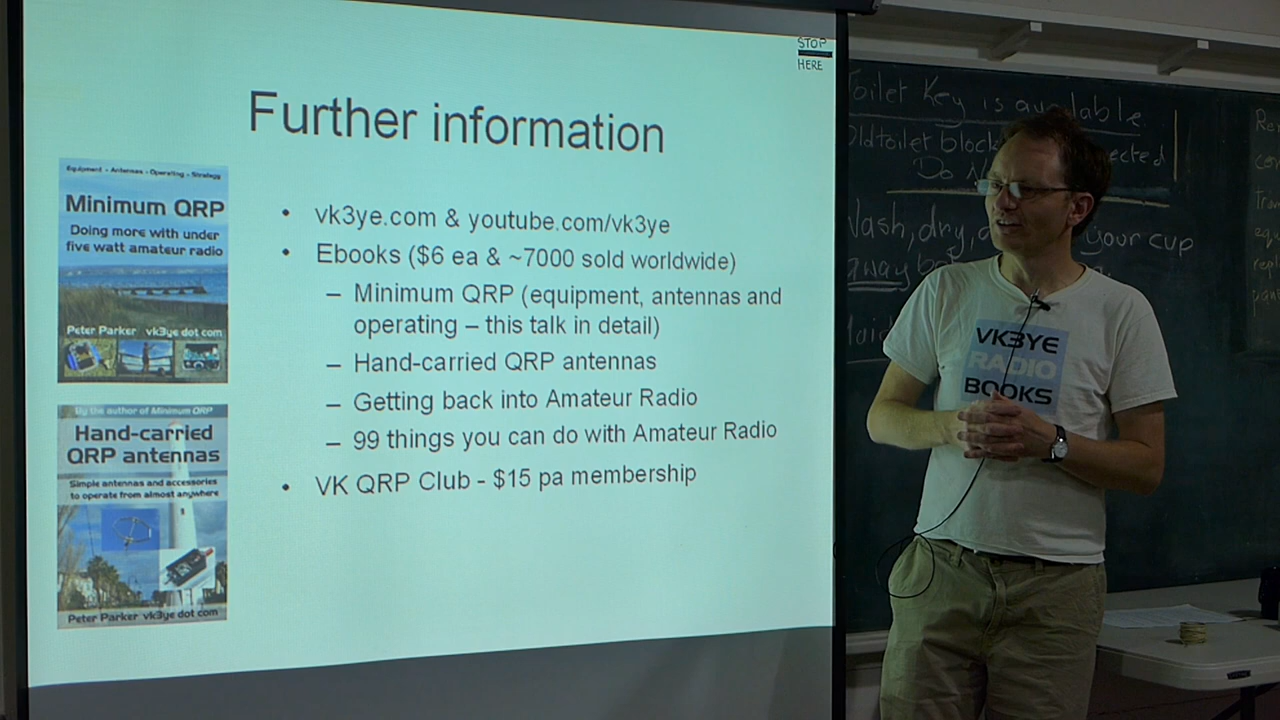 STOP
HERE
Further information
• vk3ye.com & youtube.com/vk3ye
• Ebooks ($6 ea & ~7000 sold worldwide)
– Minimum QRP (equipment, antennas and
operating – this talk in detail)
– Hand-carried QRP antennas
– Getting back into Amateur Radio
– 99 things you can do with Amateur Radio
• VK QRP Club - $15 pa membership
Equipment - Antennas - Operating - Strategy
Minimum QRP
Doing more with under
five watt amateur radio
Peter Parker vk3ye dot com
By the author of Minimum QRP
Hand-carried
QRP antennas
Simple antennas and accessories
to operate from almost anywhere
Peter Parker vk3ye dot com
Toilet Key is available
Old toilet block
Do
Wash, dry, your cup
away
VK3YE
RADIO
BOOKS